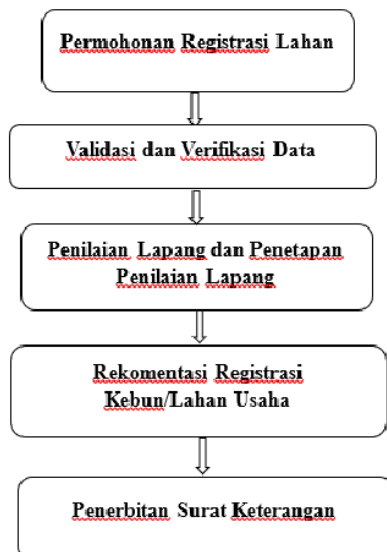 Permohonan Registrasi Lahan
Validasi dan Verifikasi Data
Penilaian Lapang dan Penetapan
Penilaian Lapang
Rekomentasi Registrasi
Kebun/Lahan Usaha
Penerbitan Surat Keterangan